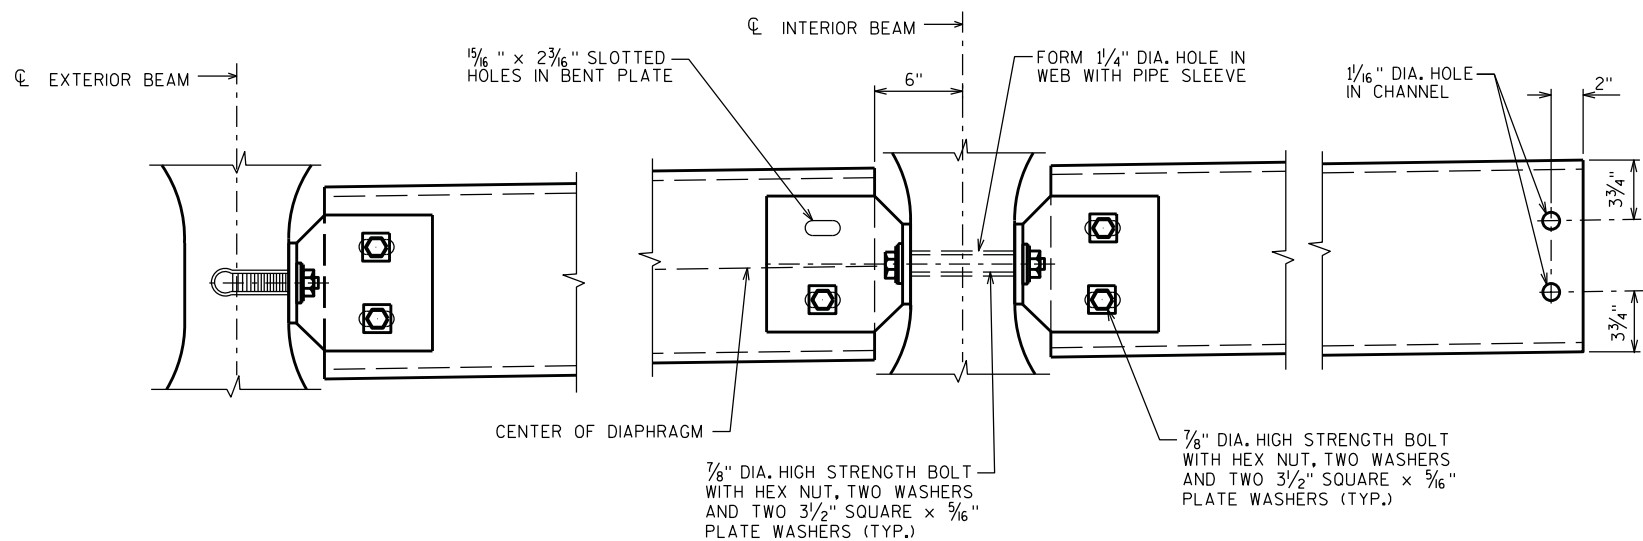 ℄ INTERIOR BEAM
℄ EXTERIOR BEAM
15/16" x 2 3/16" SLOTTED
HOLES IN BENT PLATE
6"
FORM 1 1/4" DIA. HOLE IN
WEB WITH PIPE SLEEVE
1 1/16" DIA. HOLE
IN CHANNEL
2"
3 3/4"
3 3/4"
CENTER OF DIAPHRAGM
7/8" DIA. HIGH STRENGTH BOLT
WITH HEX NUT, TWO WASHERS
AND TWO 3 1/2" SQUARE x 5/16"
PLATE WASHERS (TYP.)
7/8" DIA. HIGH STRENGTH BOLT
WITH HEX NUT, TWO WASHERS
AND TWO 3 1/2" SQUARE x 5/16"
PLATE WASHERS (TYP.)